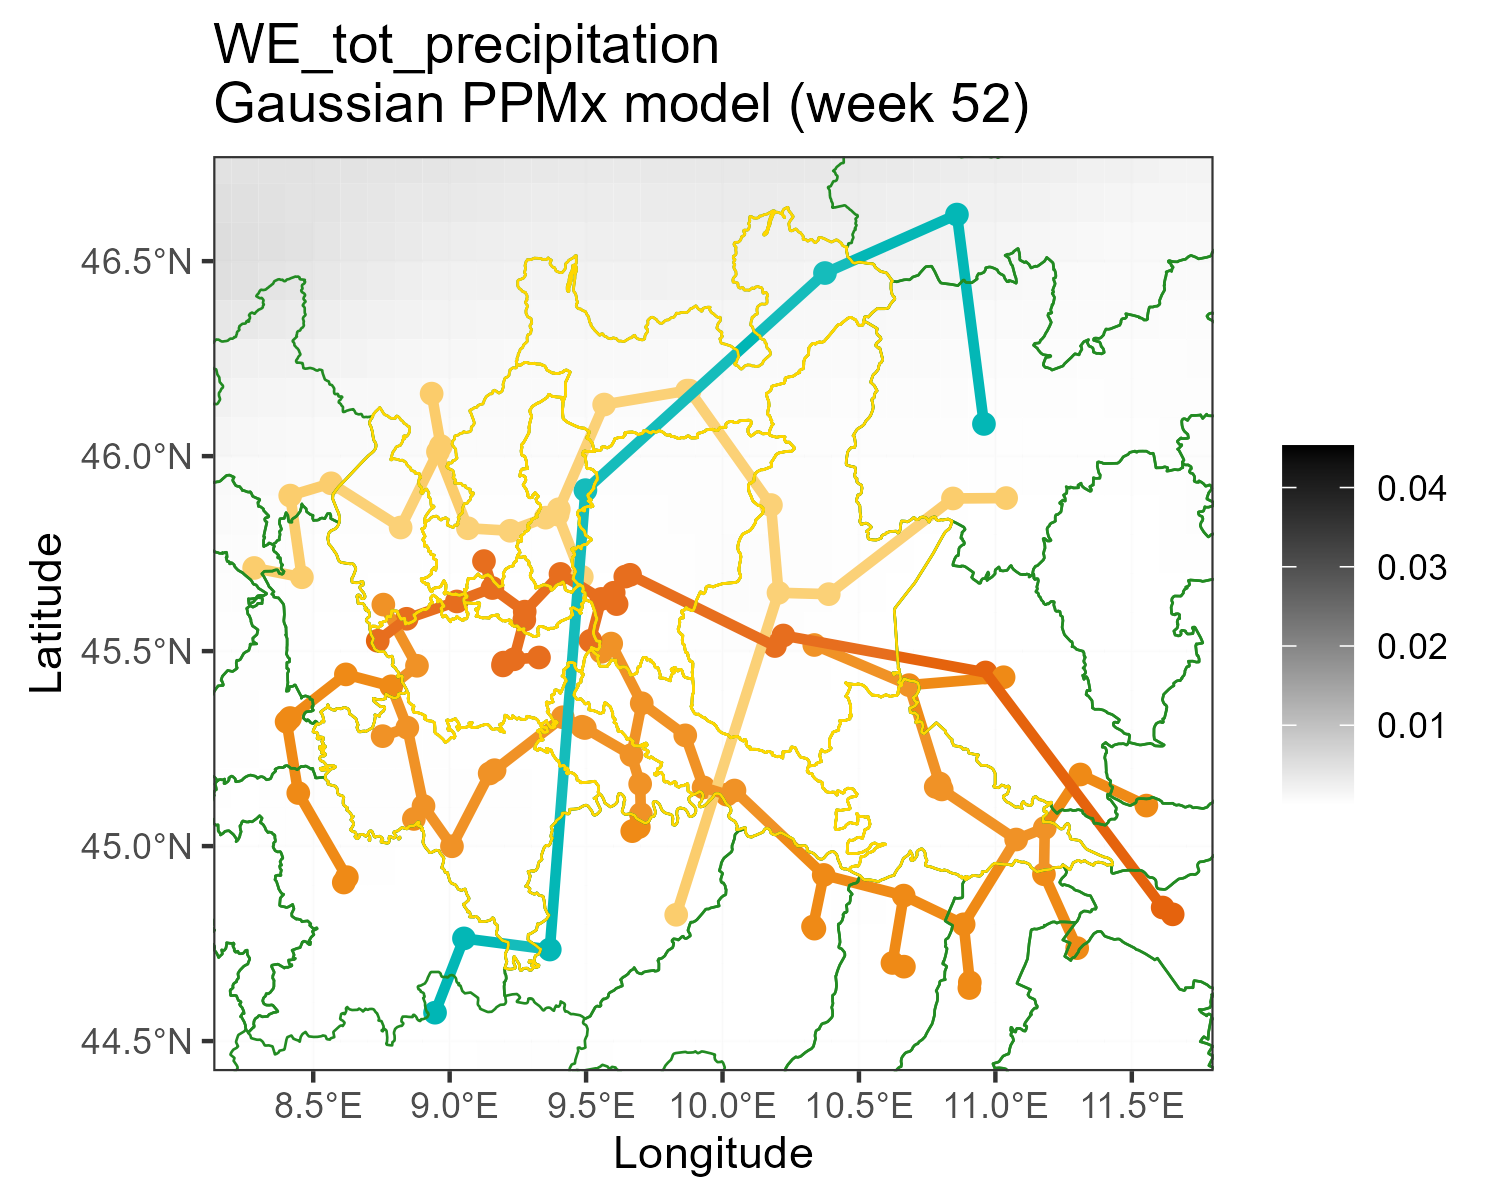 WE_tot_precipitation
Gaussian PPMx model (week 52)
46.5°N
46.0°N
45.5°N
45.0°N
44.5°N
Latitude
8.5°E 9.0°E 9.5°E 10.0°E 10.5°E 11.0°E 11.5°E
Longitude
0.04
0.03
0.02
0.01